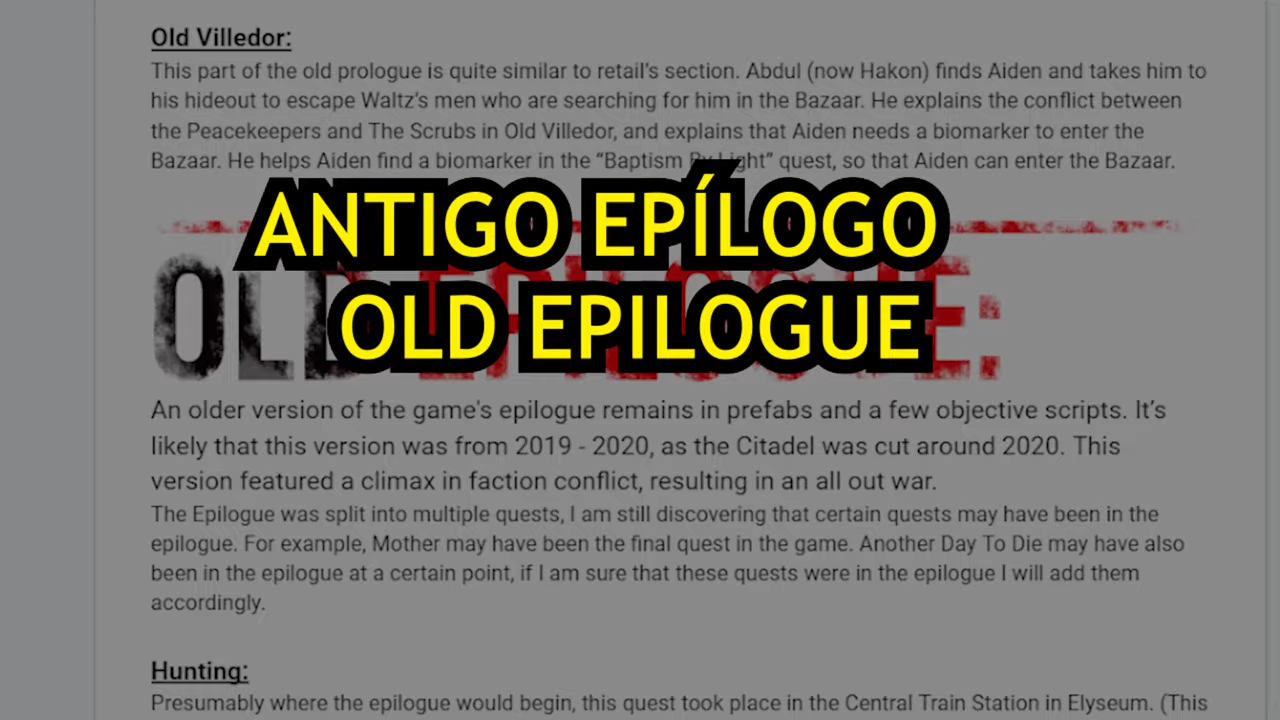 Old Villedor:
This part of the old prologue is quite similar to retail's section. Abdul (now Hakon) finds Aiden and takes him to
his hideout to escape Waltz's men who are searching for him in the Bazaar. He explains the conflict between
the Peacekeepers and The Scrubs in Old Villedor, and explains that Aiden needs a biomarker to enter the
Bazaar. He helps Aiden find a biomarker in the “Baptism By Light” quest, so that Aiden can enter the Bazaar.
ANTIGO EPÍLOGO
OLD EPILOGUE
OLD EPILOGUE:
An older version of the game's epilogue remains in prefabs and a few objective scripts. It's
likely that this version was from 2019 - 2020, as the Citadel was cut around 2020. This
version featured a climax in faction conflict, resulting in an all out war.
The Epilogue was split into multiple quests, I am still discovering that certain quests may have been in the
epilogue. For example, Mother may have been the final quest in the game. Another Day To Die may have also
been in the epilogue at a certain point, if I am sure that these quests were in the epilogue I will add them
accordingly.
Hunting:
Presumably where the epilogue would begin, this quest took place in the Central Train Station in Elyseum. (This